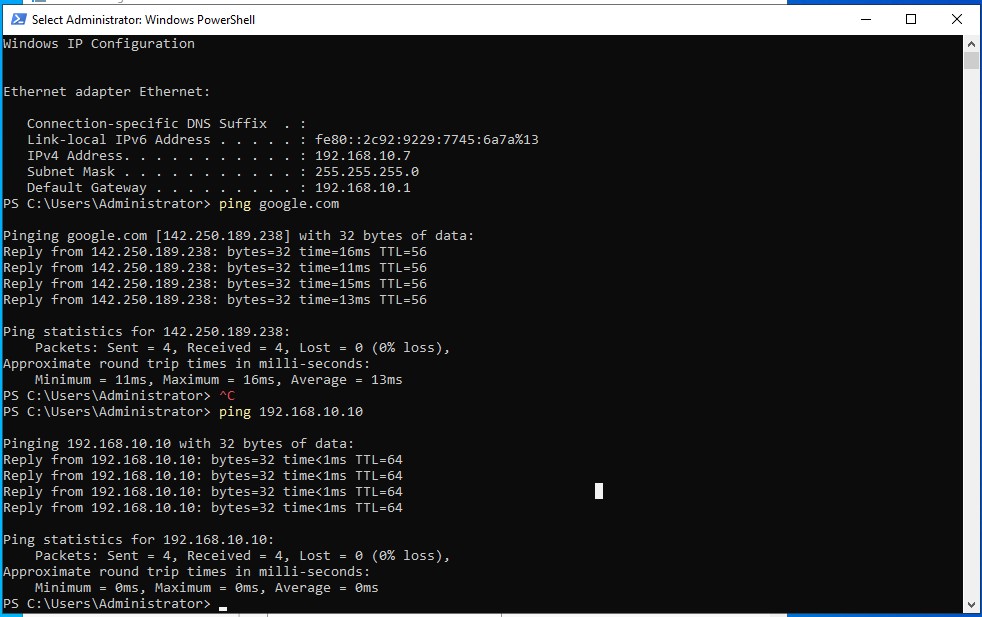 Select Administrator: Windows PowerShell
Windows IP Configuration
Ethernet adapter Ethernet:
   Connection-specific DNS Suffix  . :
   Link-local IPv6 Address . . . . . : fe80::2c92:9229:7745:6a7a%13
   IPv4 Address. . . . . . . . . . . : 192.168.10.7
   Subnet Mask . . . . . . . . . . . : 255.255.255.0
   Default Gateway . . . . . . . . . : 192.168.10.1
PS C:\Users\Administrator> ping google.com
Pinging google.com [142.250.189.238] with 32 bytes of data:
Reply from 142.250.189.238: bytes=32 time=16ms TTL=56
Reply from 142.250.189.238: bytes=32 time=11ms TTL=56
Reply from 142.250.189.238: bytes=32 time=15ms TTL=56
Reply from 142.250.189.238: bytes=32 time=13ms TTL=56
Ping statistics for 142.250.189.238:
    Packets: Sent = 4, Received = 4, Lost = 0 (0% loss),
Approximate round trip times in milli-seconds:
    Minimum = 11ms, Maximum = 16ms, Average = 13ms
PS C:\Users\Administrator> ^C
PS C:\Users\Administrator> ping 192.168.10.10
Pinging 192.168.10.10 with 32 bytes of data:
Reply from 192.168.10.10: bytes=32 time<1ms TTL=64
Reply from 192.168.10.10: bytes=32 time<1ms TTL=64
Reply from 192.168.10.10: bytes=32 time<1ms TTL=64
Reply from 192.168.10.10: bytes=32 time<1ms TTL=64
Ping statistics for 192.168.10.10:
    Packets: Sent = 4, Received = 4, Lost = 0 (0% loss),
Approximate round trip times in milli-seconds:
    Minimum = 0ms, Maximum = 0ms, Average = 0ms
PS C:\Users\Administrator>